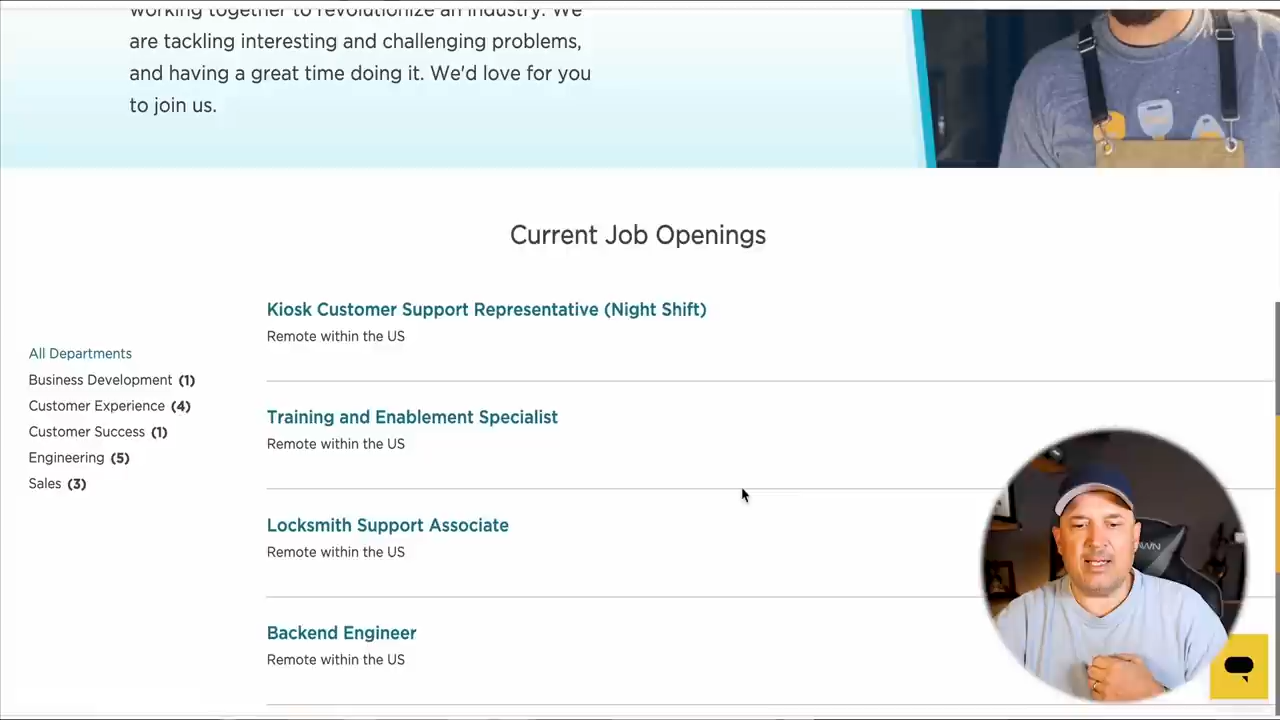 working together to revolutionize an industry. We
are tackling interesting and challenging problems,
and having a great time doing it. We'd love for you
to join us.
Current Job Openings
All Departments
Business Development (1)
Customer Experience (4)
Customer Success (1)
Engineering (5)
Sales (3)
Kiosk Customer Support Representative (Night Shift)
Remote within the US
Training and Enablement Specialist
Remote within the US
Locksmith Support Associate
Remote within the US
Backend Engineer
Remote within the US